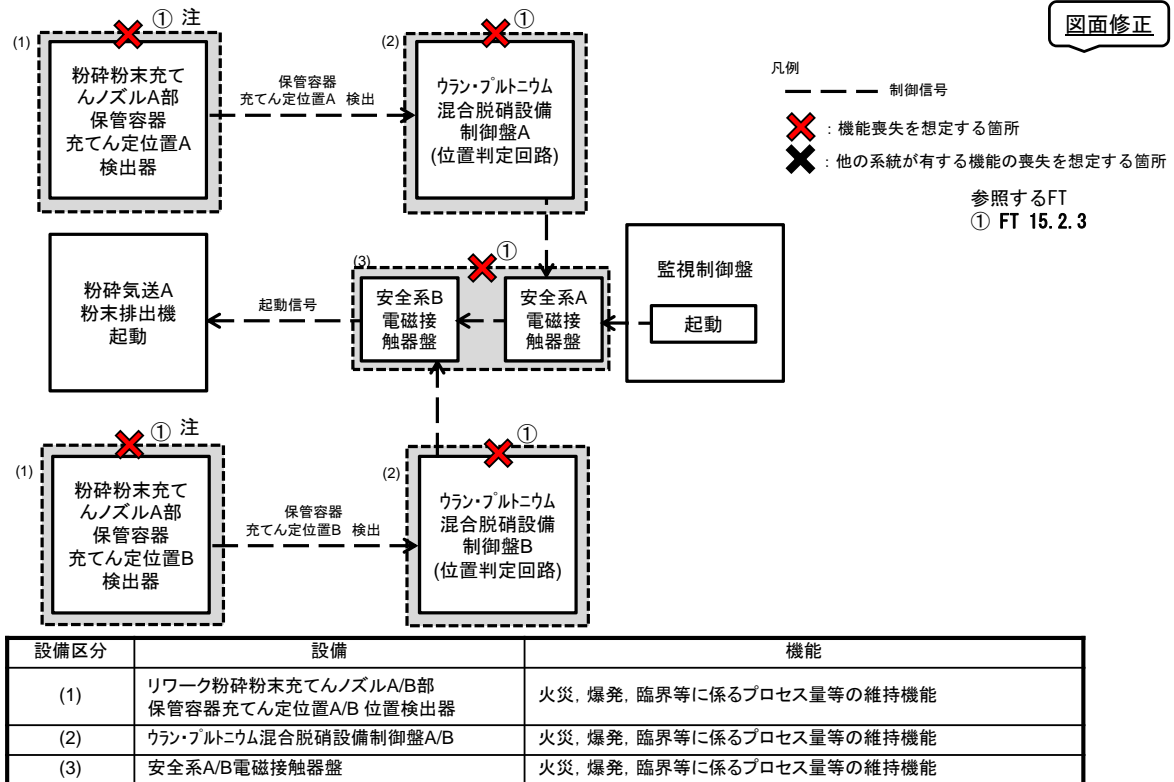 図面修正
(1)
① 注
粉砕粉末充て
んノズルA部
保管容器
充てん定位置A
検出器
保管容器
充てん定位置A 検出
(2)
①
ウラン・プルトニウム
混合脱硝設備
制御盤A
(位置判定回路)
凡例
制御信号
：機能喪失を想定する箇所
：他の系統が有する機能の喪失を想定する箇所
参照するFT
① FT 15.2.3
粉砕気送A
粉末排出機
起動
起動信号
(3)
①
安全系B
電磁接
触器盤
安全系A
電磁接
触器盤
監視制御盤
起動
(1)
① 注
粉砕粉末充て
んノズルA部
保管容器
充てん定位置B
検出器
保管容器
充てん定位置B 検出
(2)
①
ウラン・プルトニウム
混合脱硝設備
制御盤B
(位置判定回路)
設備区分 設備 機能
(1) リワーク粉砕粉末充てんノズルA/B部
保管容器充てん定位置A/B 位置検出器 火災，爆発，臨界等に係るプロセス量等の維持機能
(2) ウラン・プルトニウム混合脱硝設備制御盤A/B 火災，爆発，臨界等に係るプロセス量等の維持機能
(3) 安全系A/B電磁接触器盤 火災，爆発，臨界等に係るプロセス量等の維持機能